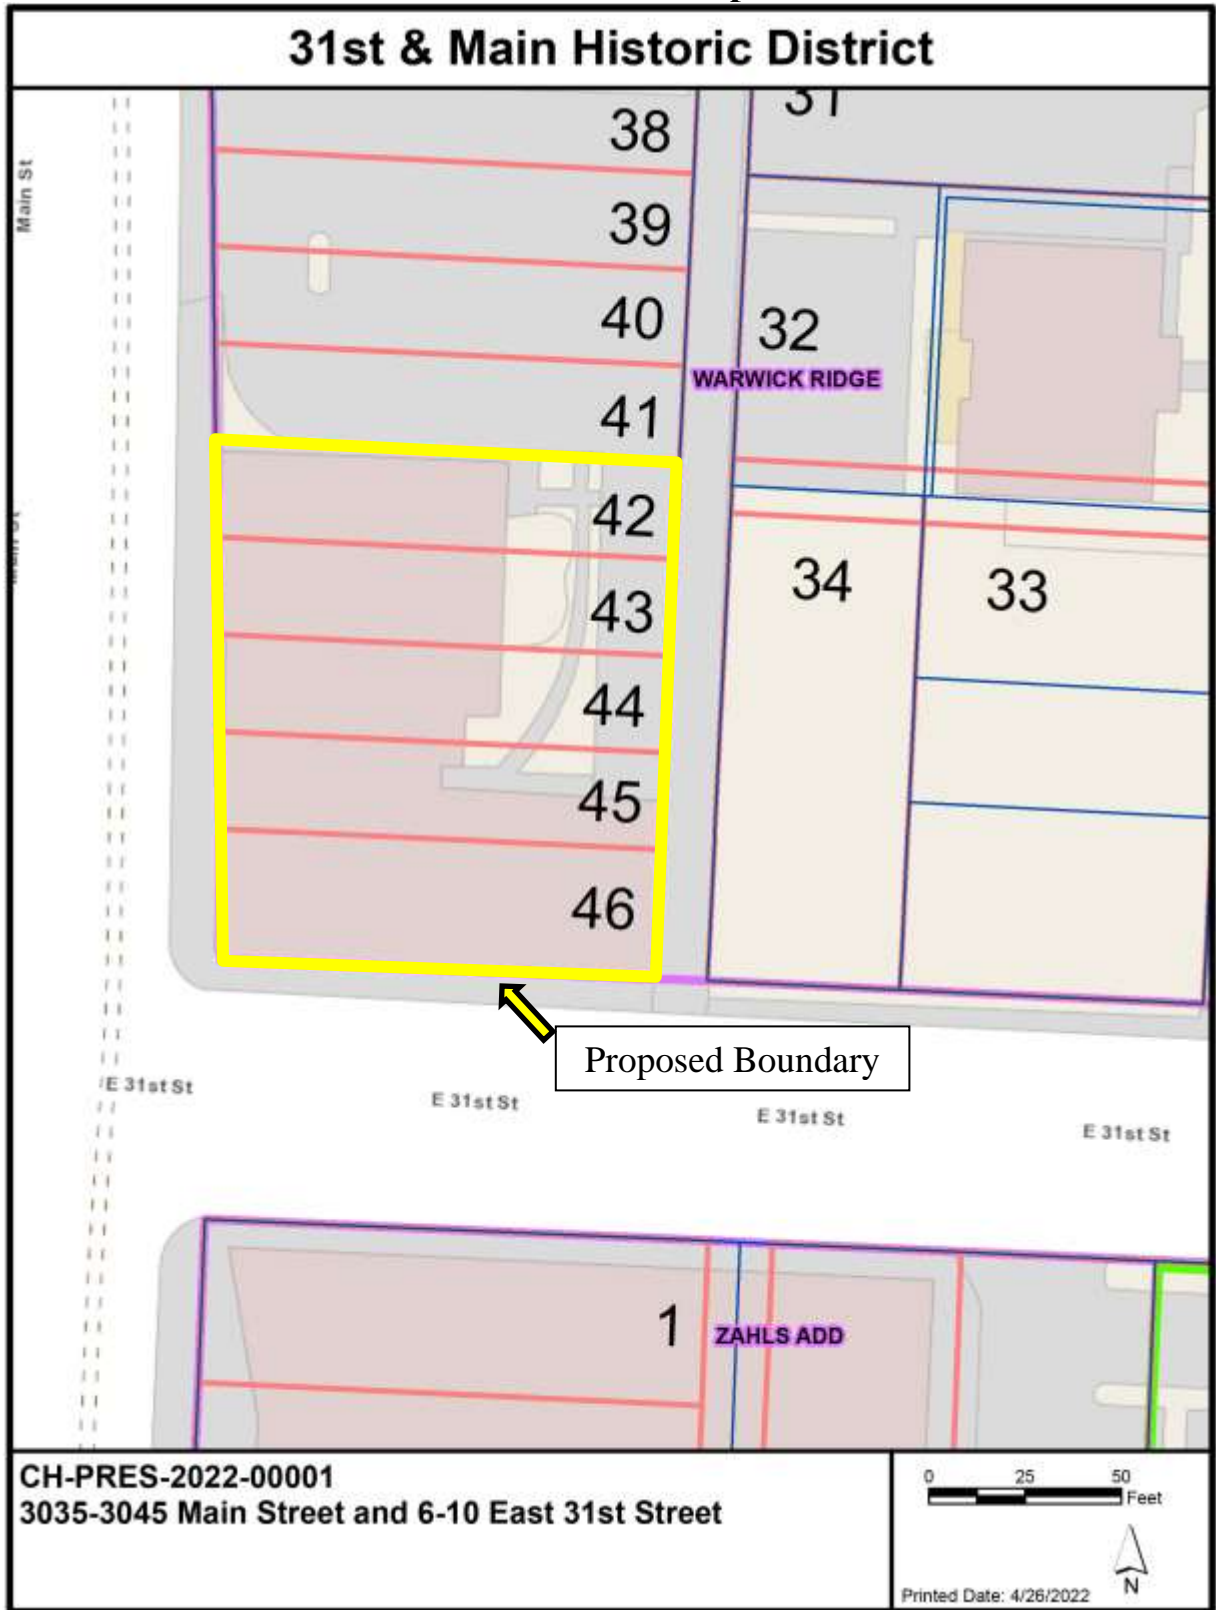 31st & Main Historic District
Main St
38
31
39
40
32
WARWICK RIDGE
41
42
43
34
33
44
45
46
Proposed Boundary
E 31st St
E 31st St
E 31st St
E 31st St
1
ZAHLS ADD
CH-PRES-2022-00001
3035-3045 Main Street and 6-10 East 31st Street
0 25 50
Feet
N
Printed Date: 4/26/2022